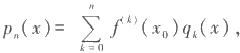 pₙ(x) = ∑ₖ₌₀ⁿ f⁽ᵏ⁾(x₀)qₖ(x),